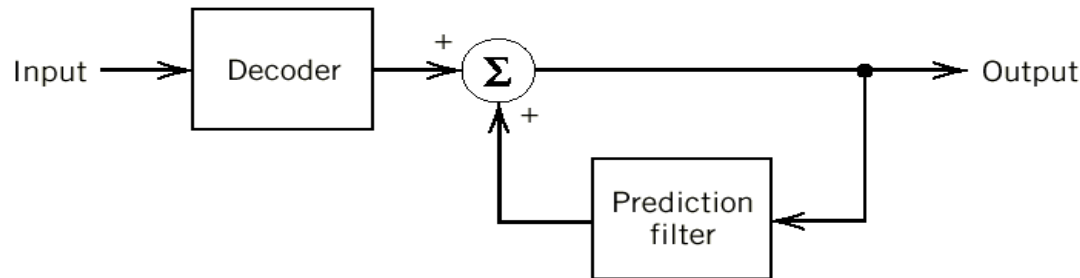 Input
Decoder
+
Σ
+
Output
Prediction
filter